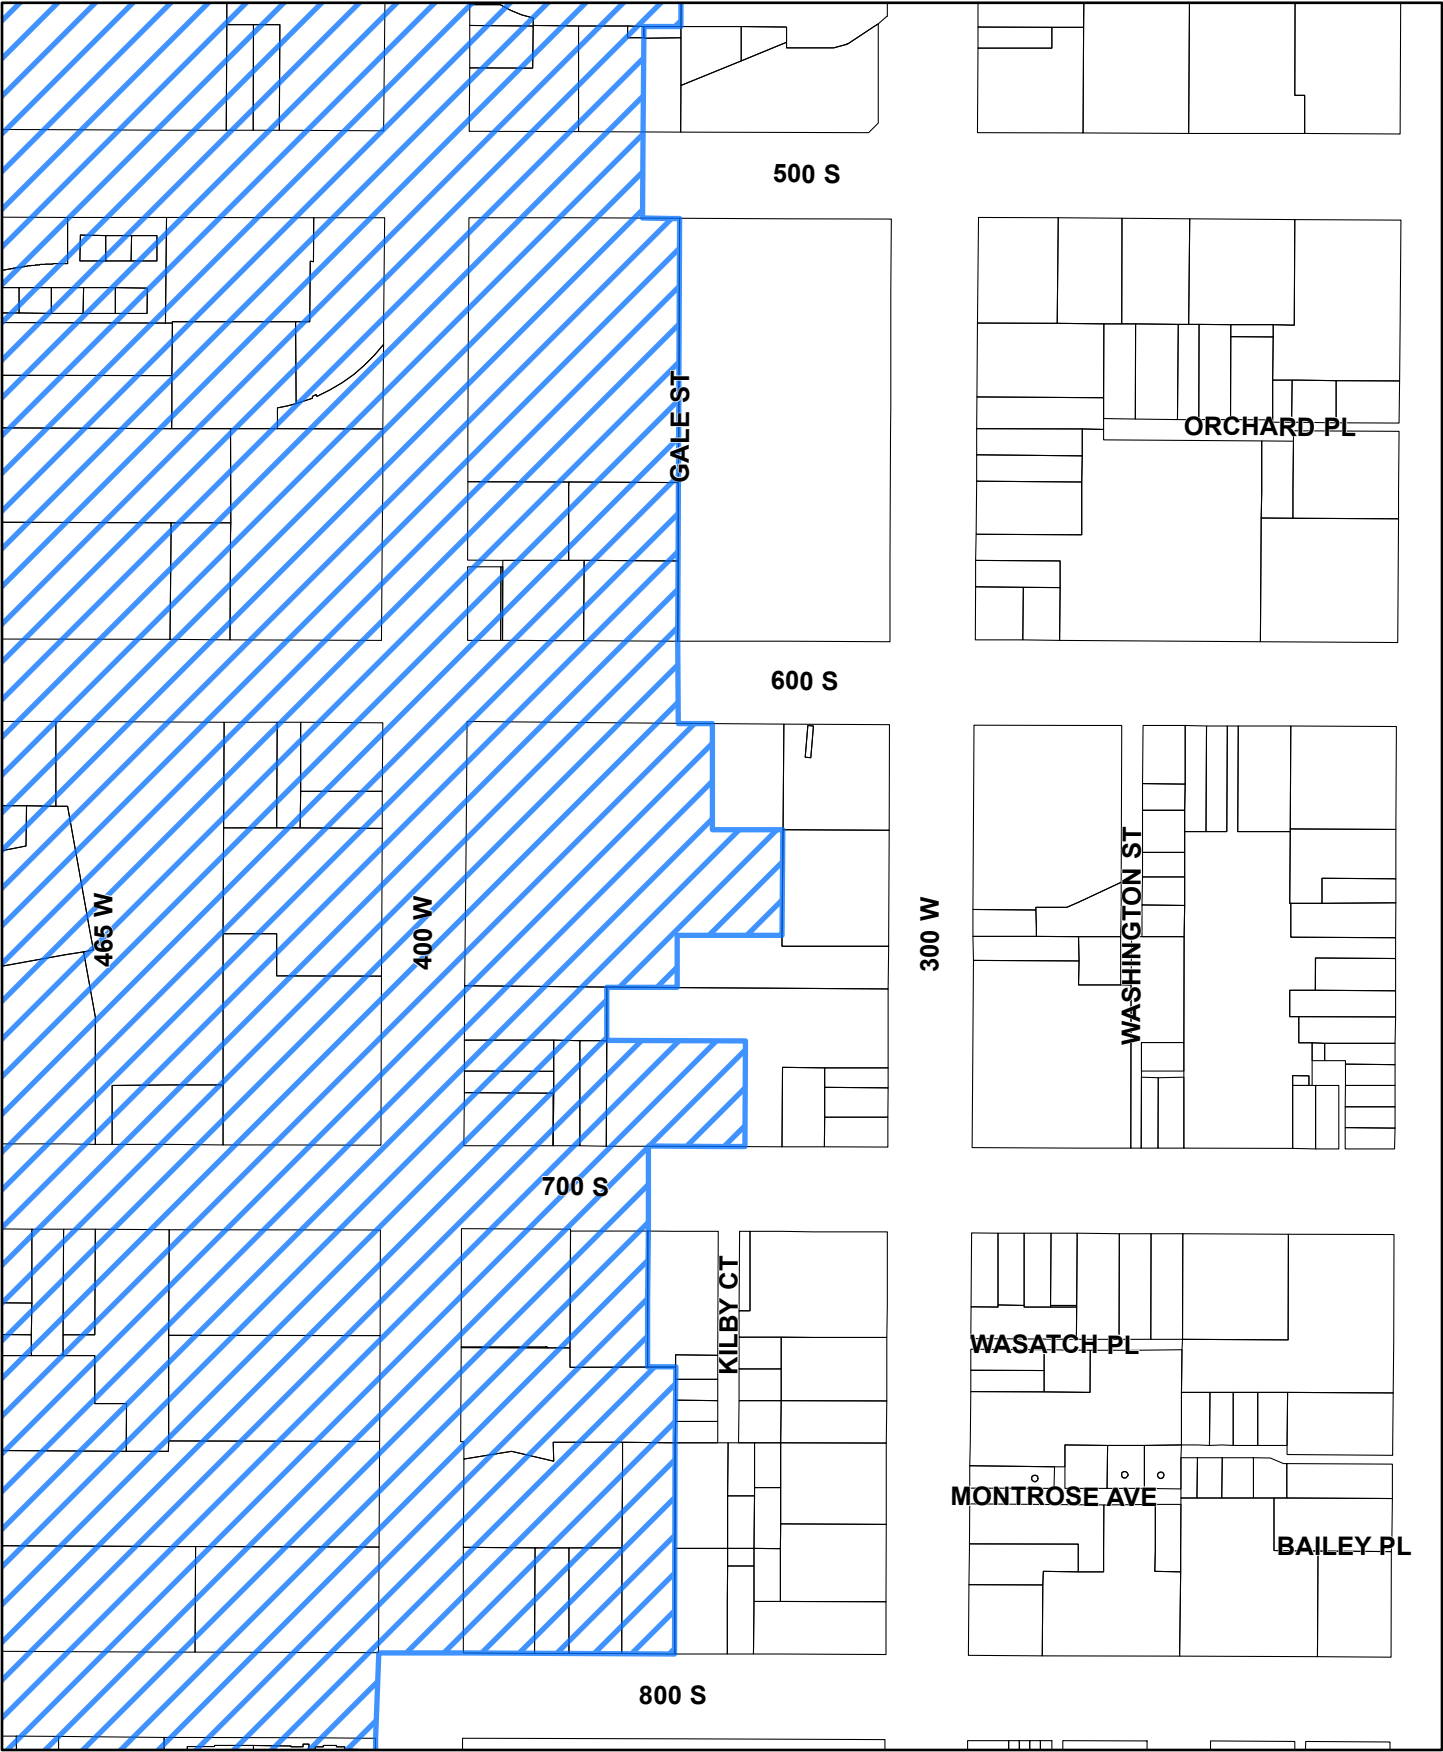 500 S
GALE ST
ORCHARD PL
600 S
465 W
400 W
300 W
WASHINGTON ST
700 S
KILBY CT
WASATCH PL
MONTROSE AVE
BAILEY PL
800 S